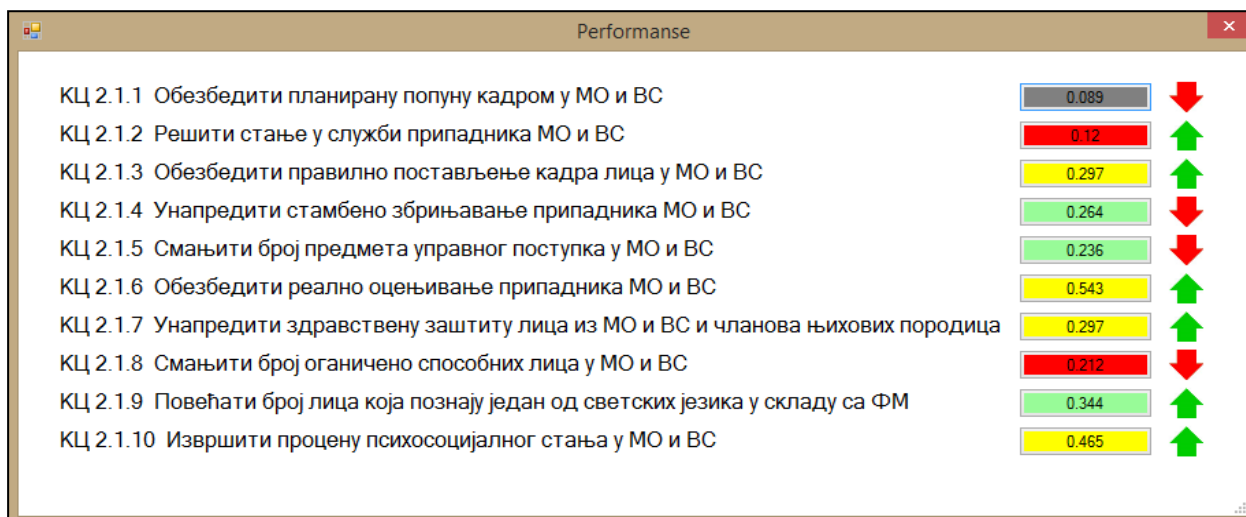 Performanse
КЦ 2.1.1 Обезбедити планирану попуну кадром у МО и ВС 0.089
КЦ 2.1.2 Решити стање у служби припадника МО и ВС 0.12
КЦ 2.1.3 Обезбедити правилно постављење кадра лица у МО и ВС 0.297
КЦ 2.1.4 Унапредити стамбено збрињавање припадника МО и ВС 0.264
КЦ 2.1.5 Смањити број предмета управног поступка у МО и ВС 0.236
КЦ 2.1.6 Обезбедити реално оцењивање припадника МО и ВС 0.543
КЦ 2.1.7 Унапредити здравствену заштиту лица из МО и ВС и чланова њихових породица 0.297
КЦ 2.1.8 Смањити број оганичено способних лица у МО и ВС 0.212
КЦ 2.1.9 Повећати број лица која познају један од светских језика у складу са ФМ 0.344
КЦ 2.1.10 Извршити процену психосоцијалног стања у МО и ВС 0.465